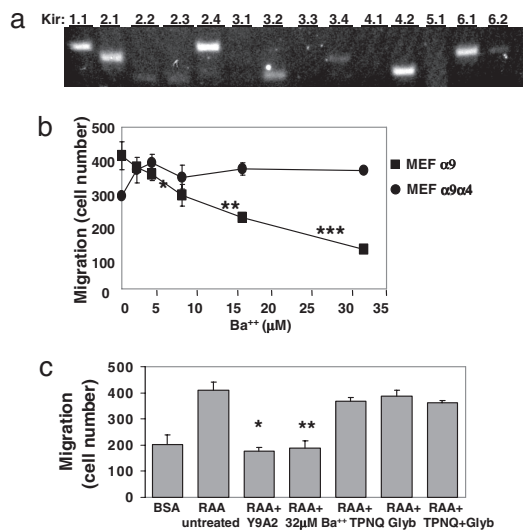 a
Kir: 1.1 2.1 2.2 2.3 2.4 3.1 3.2 3.3 3.4 4.1 4.2 5.1 6.1 6.2
b
Migration (cell number)
500
400
300
200
100
0
0 5 10 15 20 25 30 35
Ba++ (μM)
* ** ***
MEF α9
MEF α9α4
c
Migration
(cell number)
500
400
300
200
100
0
* **
BSA RAA RAA+ RAA+ RAA+ RAA+ RAA+
untreated Y9A2 32μM Ba++ TPNQ Glyb TPNQ+Glyb